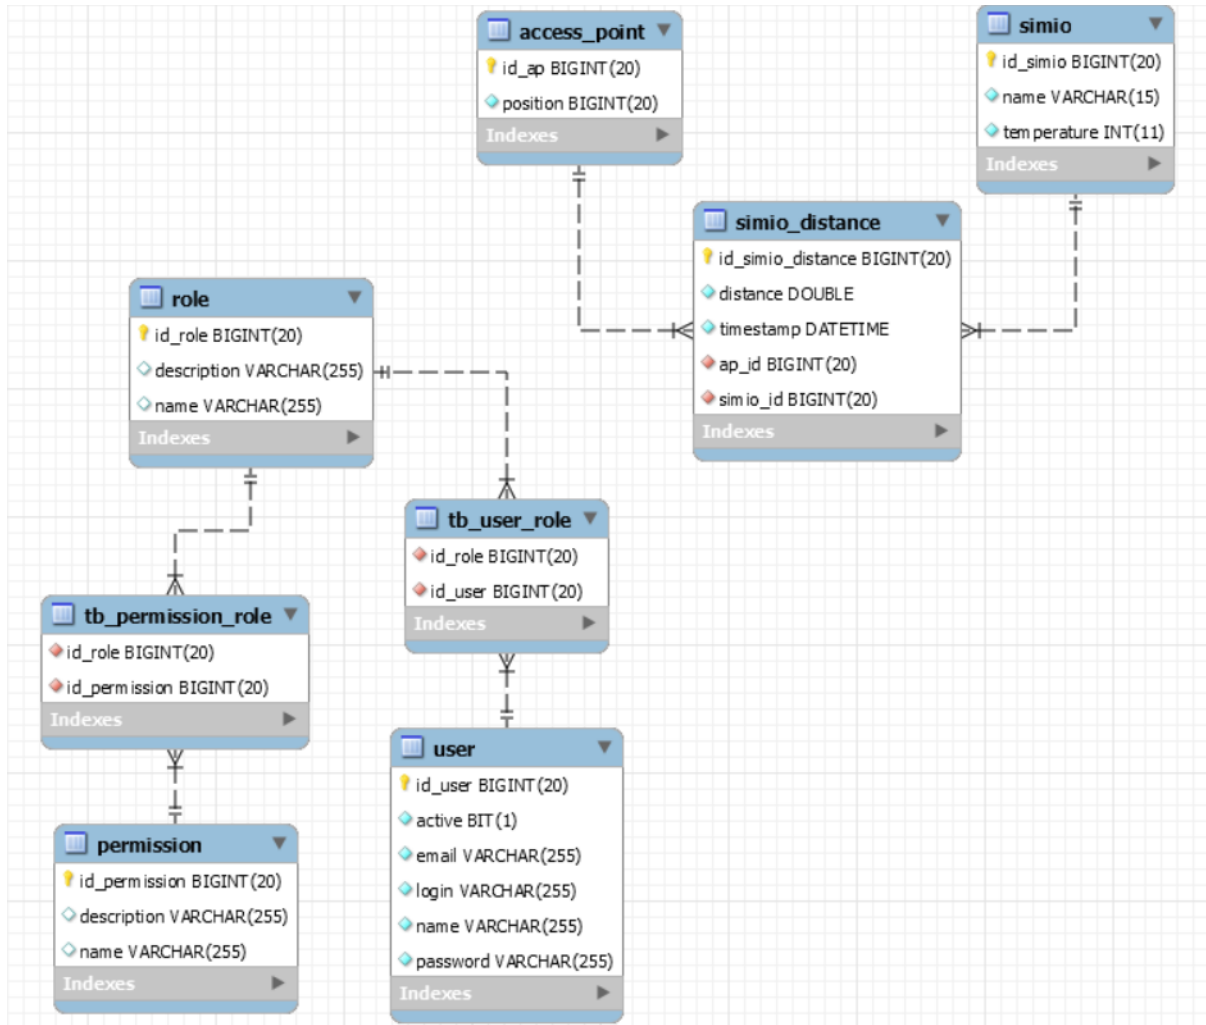 access_point
id_ap BIGINT(20)
position BIGINT(20)
Indexes
simio
id_simio BIGINT(20)
name VARCHAR(15)
temperature INT(11)
Indexes
simio_distance
id_simio_distance BIGINT(20)
distance DOUBLE
timestamp DATETIME
ap_id BIGINT(20)
simio_id BIGINT(20)
Indexes
role
id_role BIGINT(20)
description VARCHAR(255)
name VARCHAR(255)
Indexes
tb_user_role
id_role BIGINT(20)
id_user BIGINT(20)
Indexes
tb_permission_role
id_role BIGINT(20)
id_permission BIGINT(20)
Indexes
user
id_user BIGINT(20)
active BIT(1)
email VARCHAR(255)
login VARCHAR(255)
name VARCHAR(255)
password VARCHAR(255)
Indexes
permission
id_permission BIGINT(20)
description VARCHAR(255)
name VARCHAR(255)
Indexes